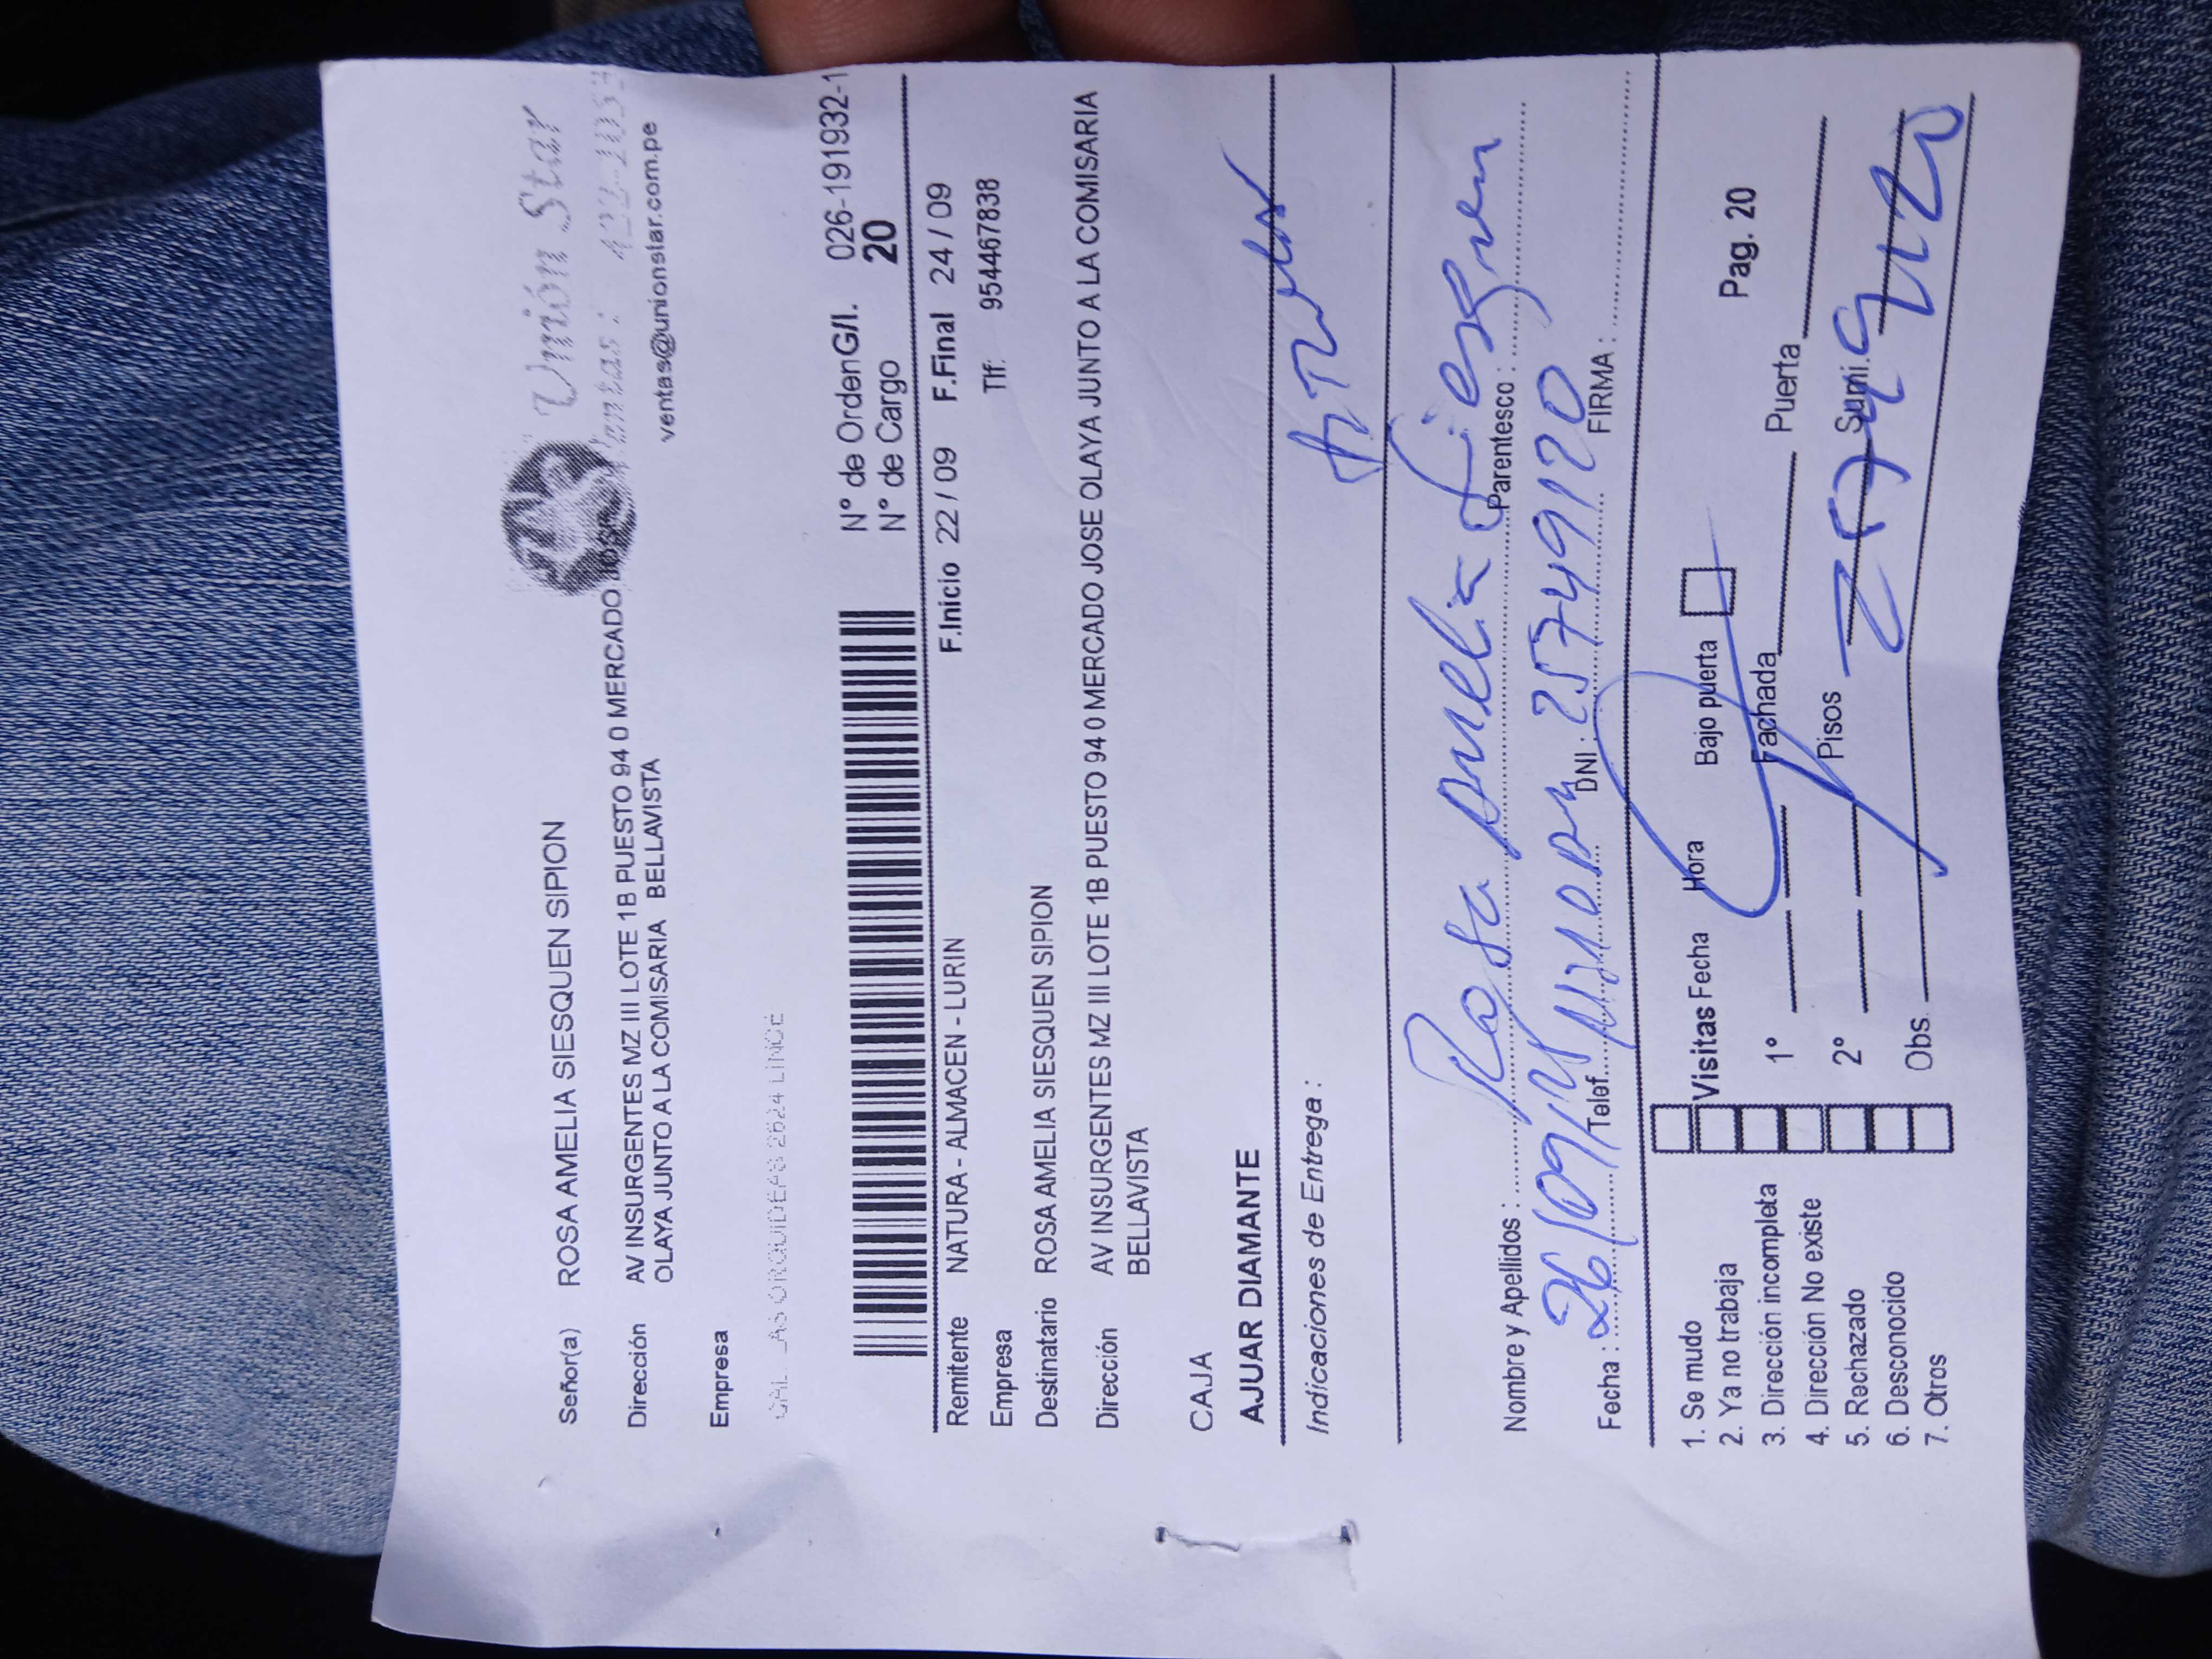 Unión Star
ventas@unionstar.com.pe
Señor(a) ROSA AMELIA SIESQUEN SIPION
Dirección AV INSURGENTES MZ III LOTE 1B PUESTO 94 0 MERCADO JOSE
OLAYA JUNTO A LA COMISARIA BELLAVISTA
Empresa
N° de OrdenG/I. 026-191932-1
N° de Cargo 20
Remitente NATURA - ALMACEN - LURIN F.Inicio 22 / 09 F.Final 24 / 09
Empresa Tlf: 954467838
Destinatario ROSA AMELIA SIESQUEN SIPION
Dirección AV INSURGENTES MZ III LOTE 1B PUESTO 94 0 MERCADO JOSE OLAYA JUNTO A LA COMISARIA
BELLAVISTA
CAJA
AJUAR DIAMANTE
Indicaciones de Entrega :
Nombre y Apellidos : Rosa Amelia Siesquen Parentesco :
Fecha : 26/09/ Telef. DNI : 25749120 FIRMA :
1. Se mudo
2. Ya no trabaja
3. Dirección incompleta
4. Dirección No existe
5. Rechazado
6. Desconocido
7. Otros
Visitas Fecha Hora Bajo puerta Pag. 20
1° Fachada Puerta
2° Pisos Sumi.
25749120
Obs.